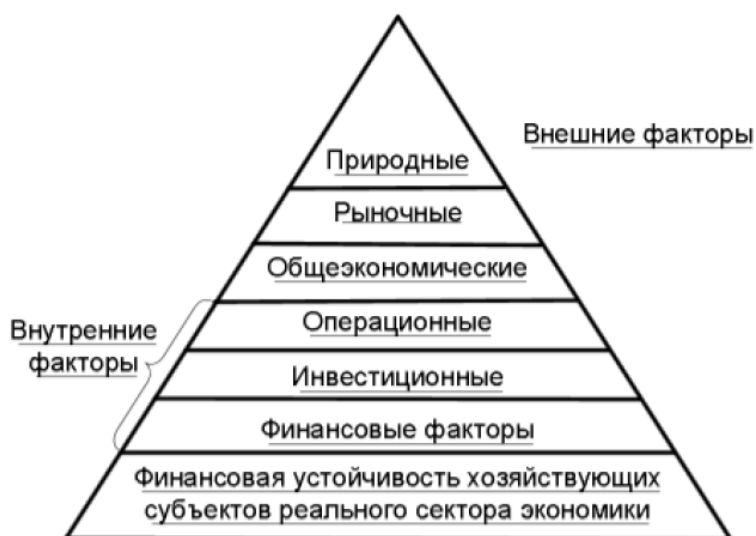 Внешние факторы
Природные
Рыночные
Общеэкономические
Внутренние
факторы
Операционные
Инвестиционные
Финансовые факторы
Финансовая устойчивость хозяйствующих
субъектов реального сектора экономики